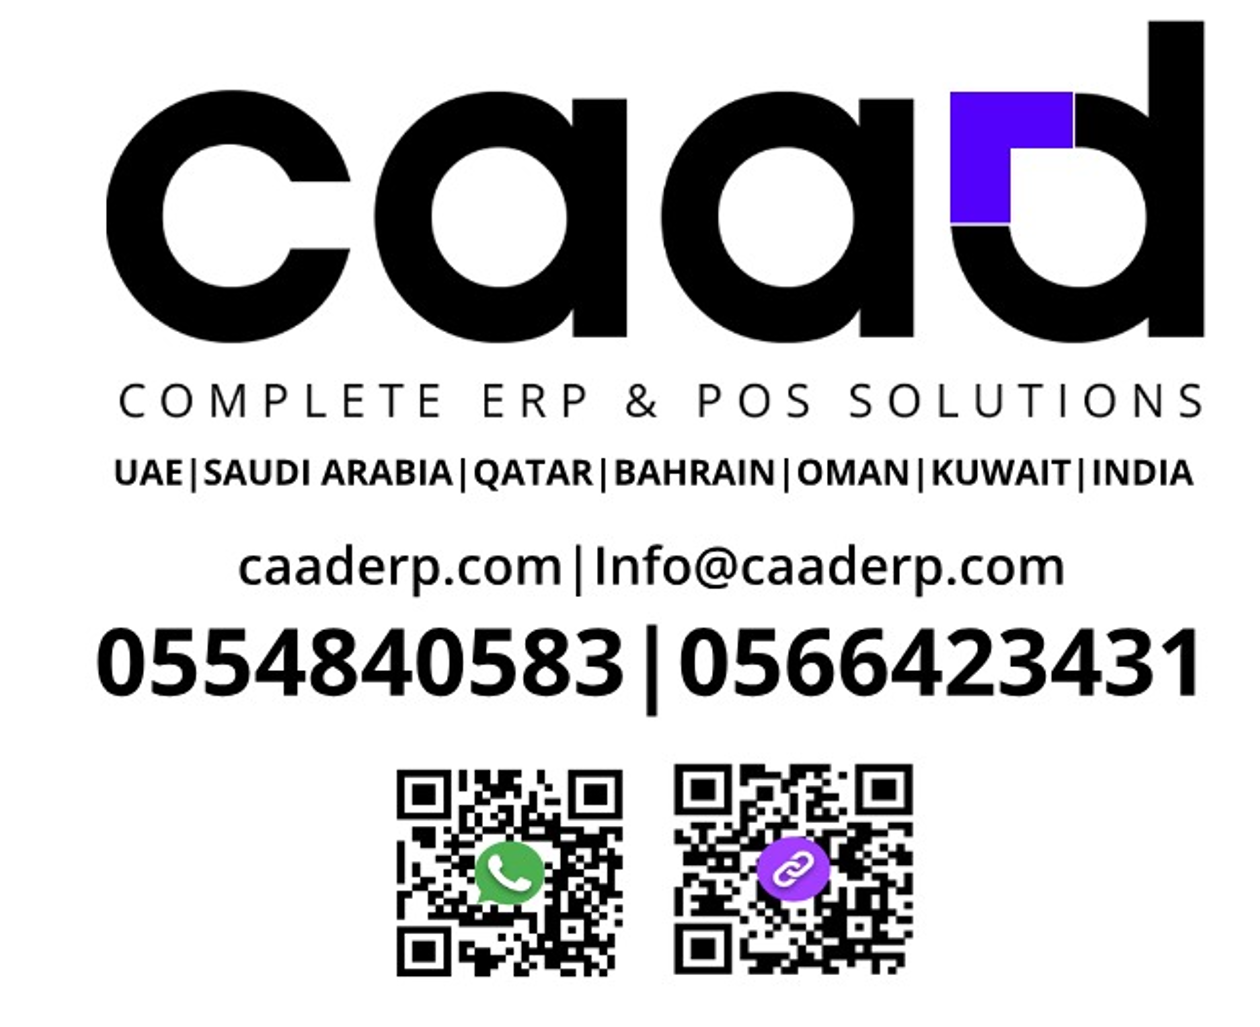 caad
COMPLETE ERP & POS SOLUTIONS
UAE|SAUDI ARABIA|QATAR|BAHRAIN|OMAN|KUWAIT|INDIA
caaderp.com|Info@caaderp.com
0554840583|0566423431